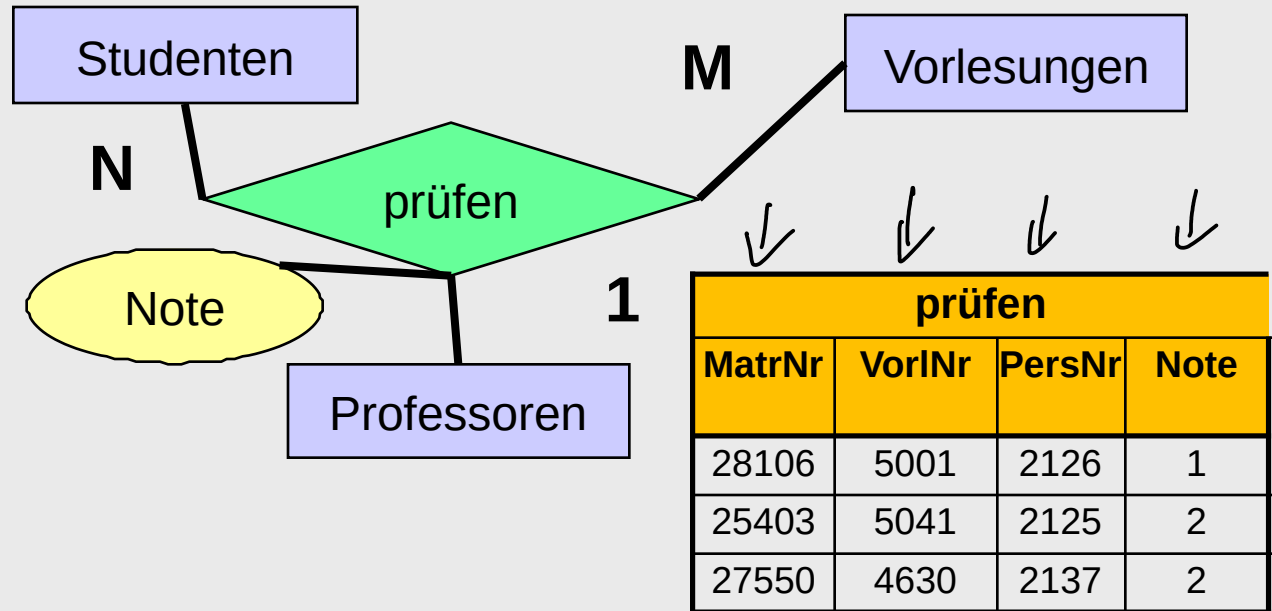 Studenten
M
Vorlesungen
N
prüfen
Note
1
Professoren
prüfen
MatrNr VorlNr PersNr Note
28106 5001 2126 1
25403 5041 2125 2
27550 4630 2137 2